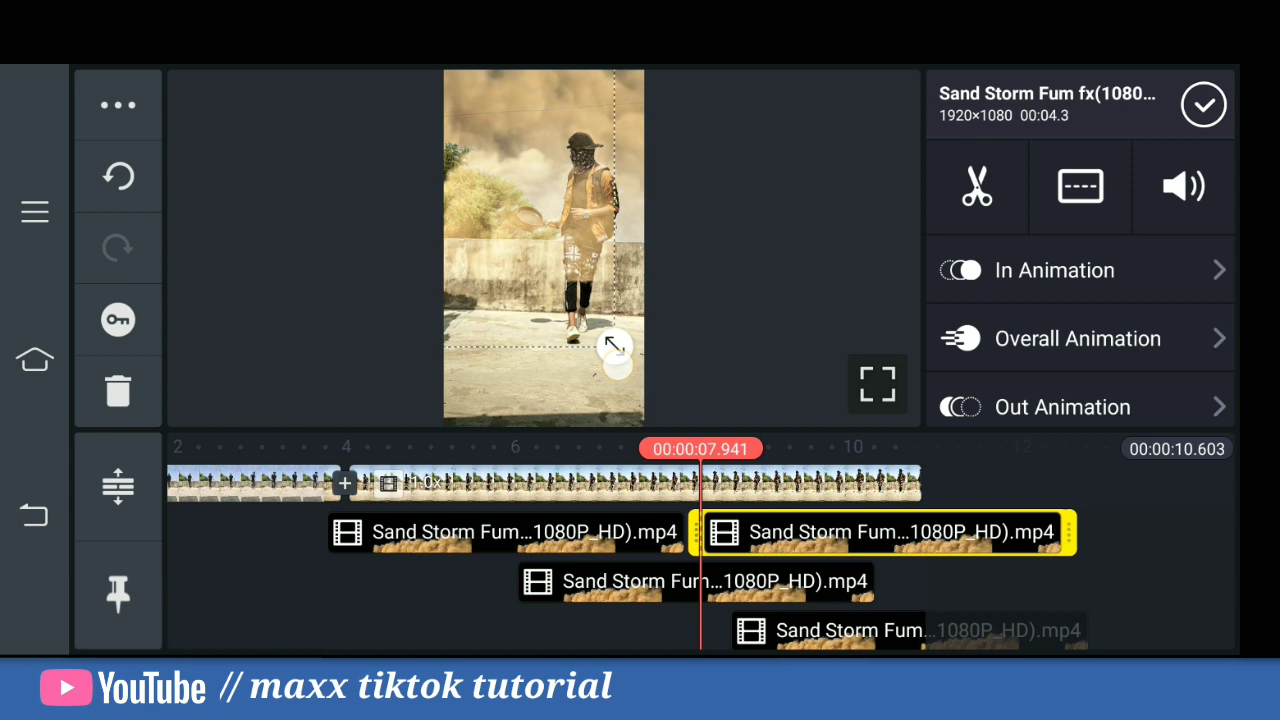 Sand Storm Fum fx(1080...
1920×1080 00:04.3
In Animation
Overall Animation
Out Animation
2 4 6 10 12
00:00:07.941
00:00:10.603
1.0x
Sand Storm Fum...1080P_HD).mp4
Sand Storm Fum...1080P_HD).mp4
Sand Storm Fum...1080P_HD).mp4
Sand Storm Fum...1080P_HD).mp4
YouTube // maxx tiktok tutorial